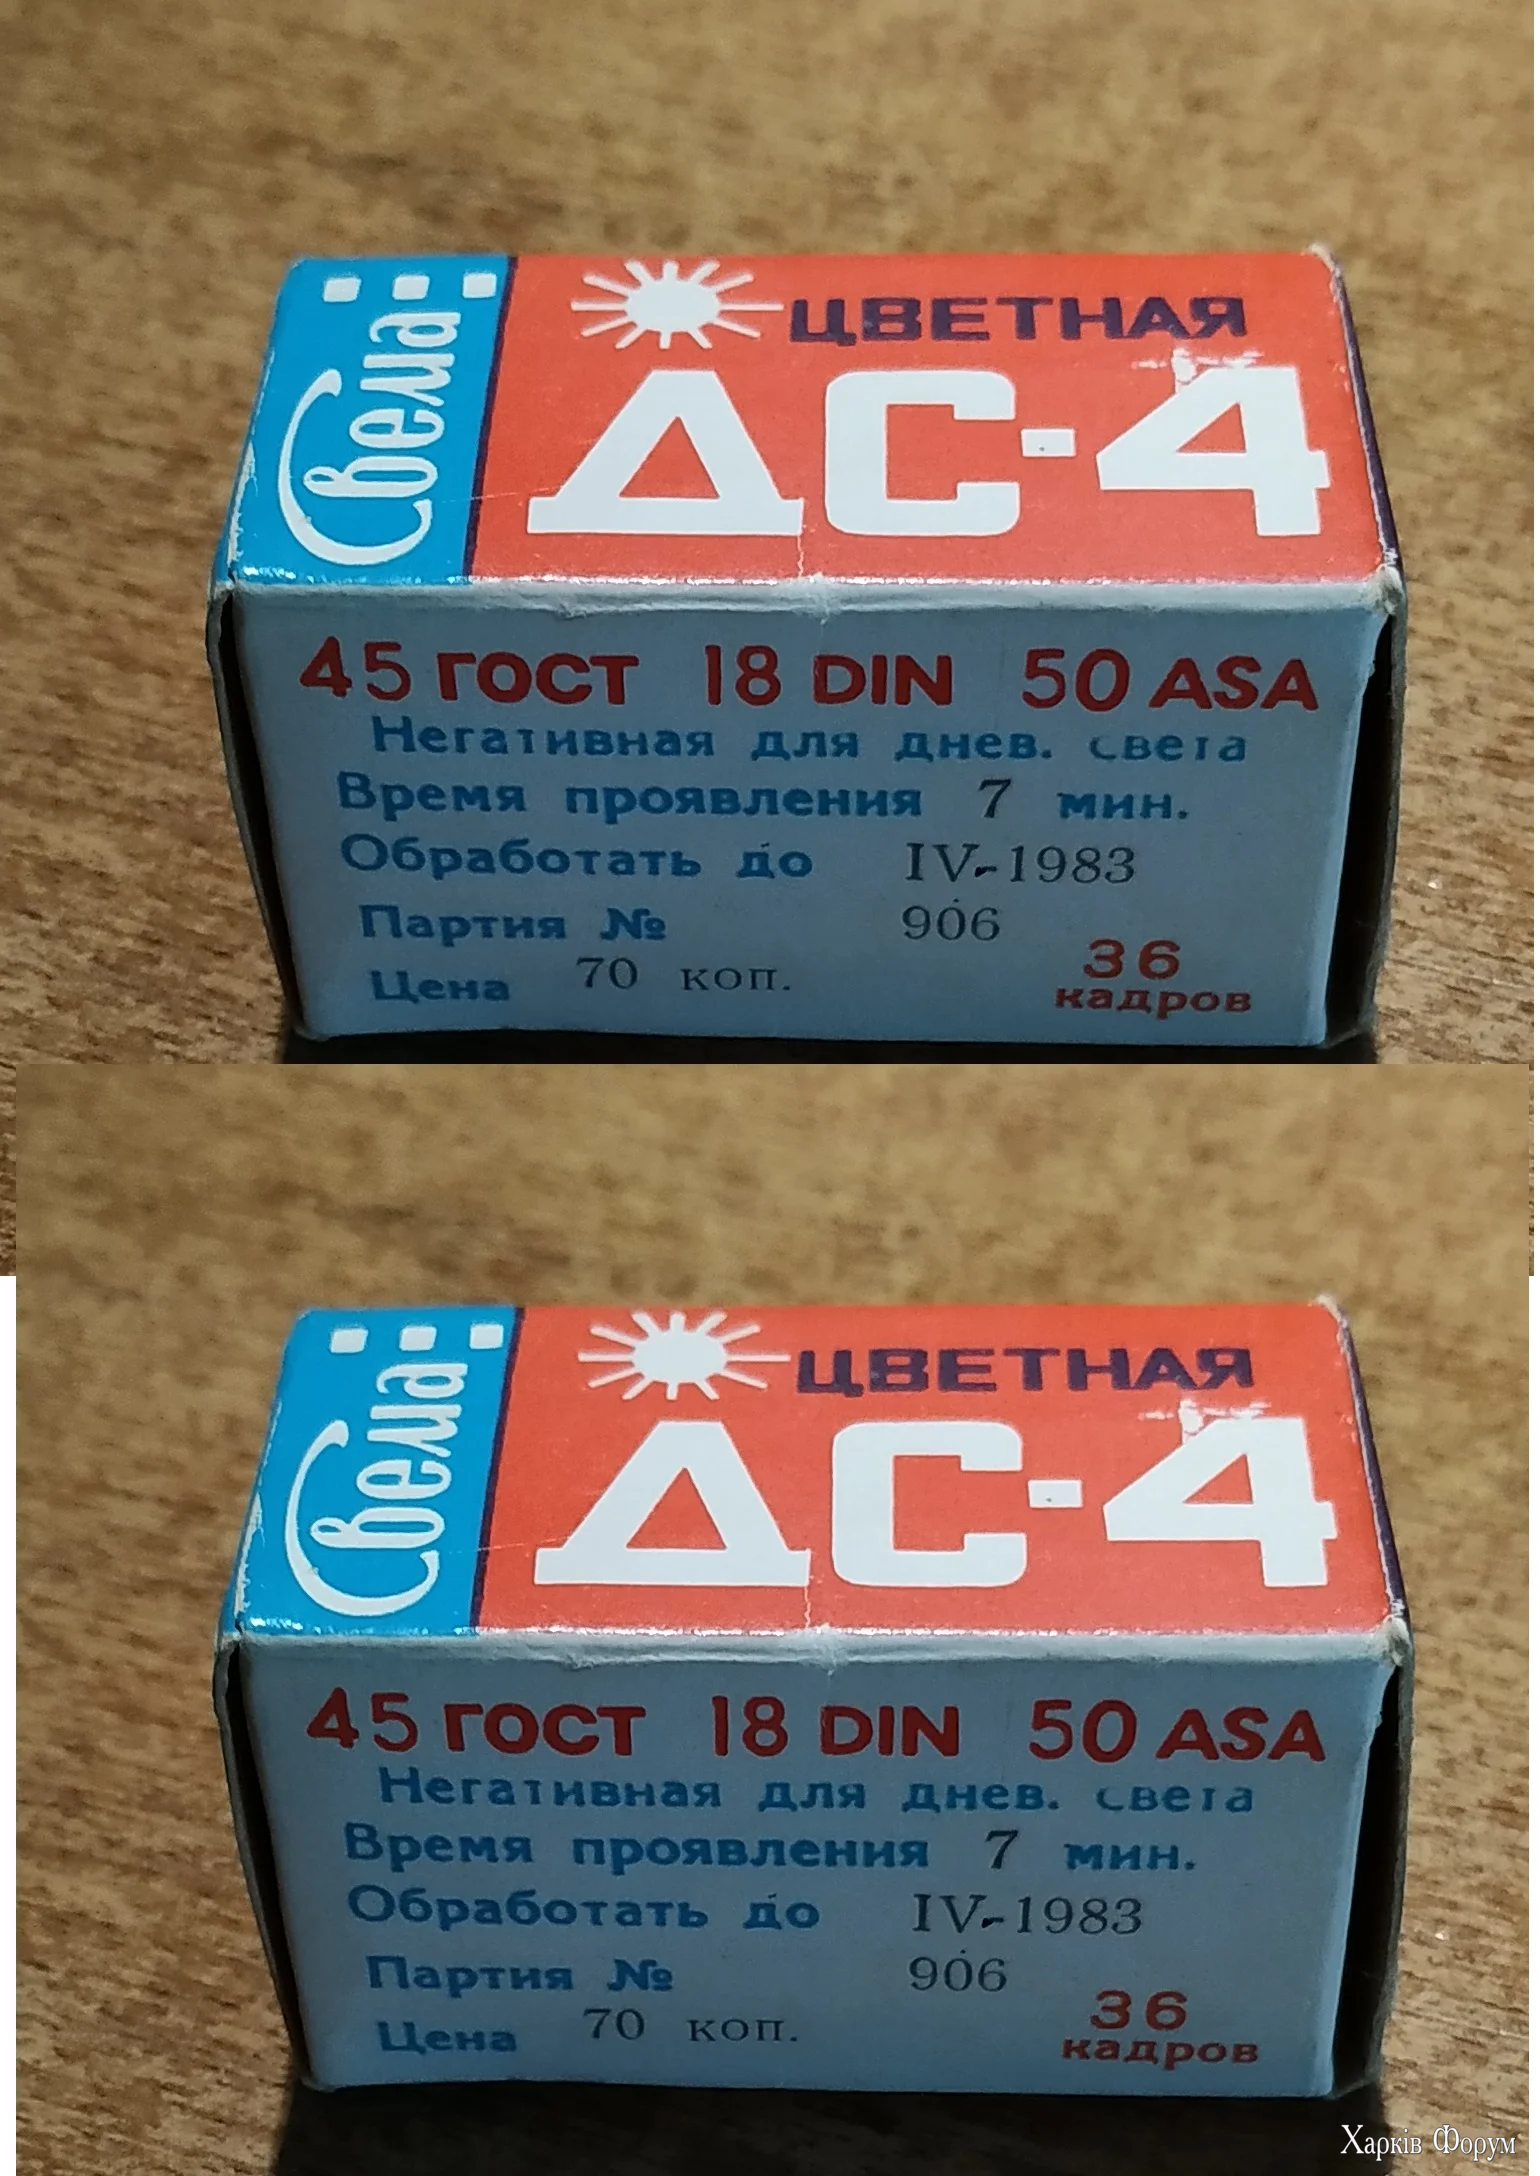 Свема
ЦВЕТНАЯ
ДС-4
45 ГОСТ 18 DIN 50 ASA
Негативная для днев. света
Время проявления 7 мин.
Обработать до IV-1983
Партия № 906
Цена 70 коп.
36
кадров
Свема
ЦВЕТНАЯ
ДС-4
45 ГОСТ 18 DIN 50 ASA
Негативная для днев. света
Время проявления 7 мин.
Обработать до IV-1983
Партия № 906
Цена 70 коп.
36
кадров
Харків Форум